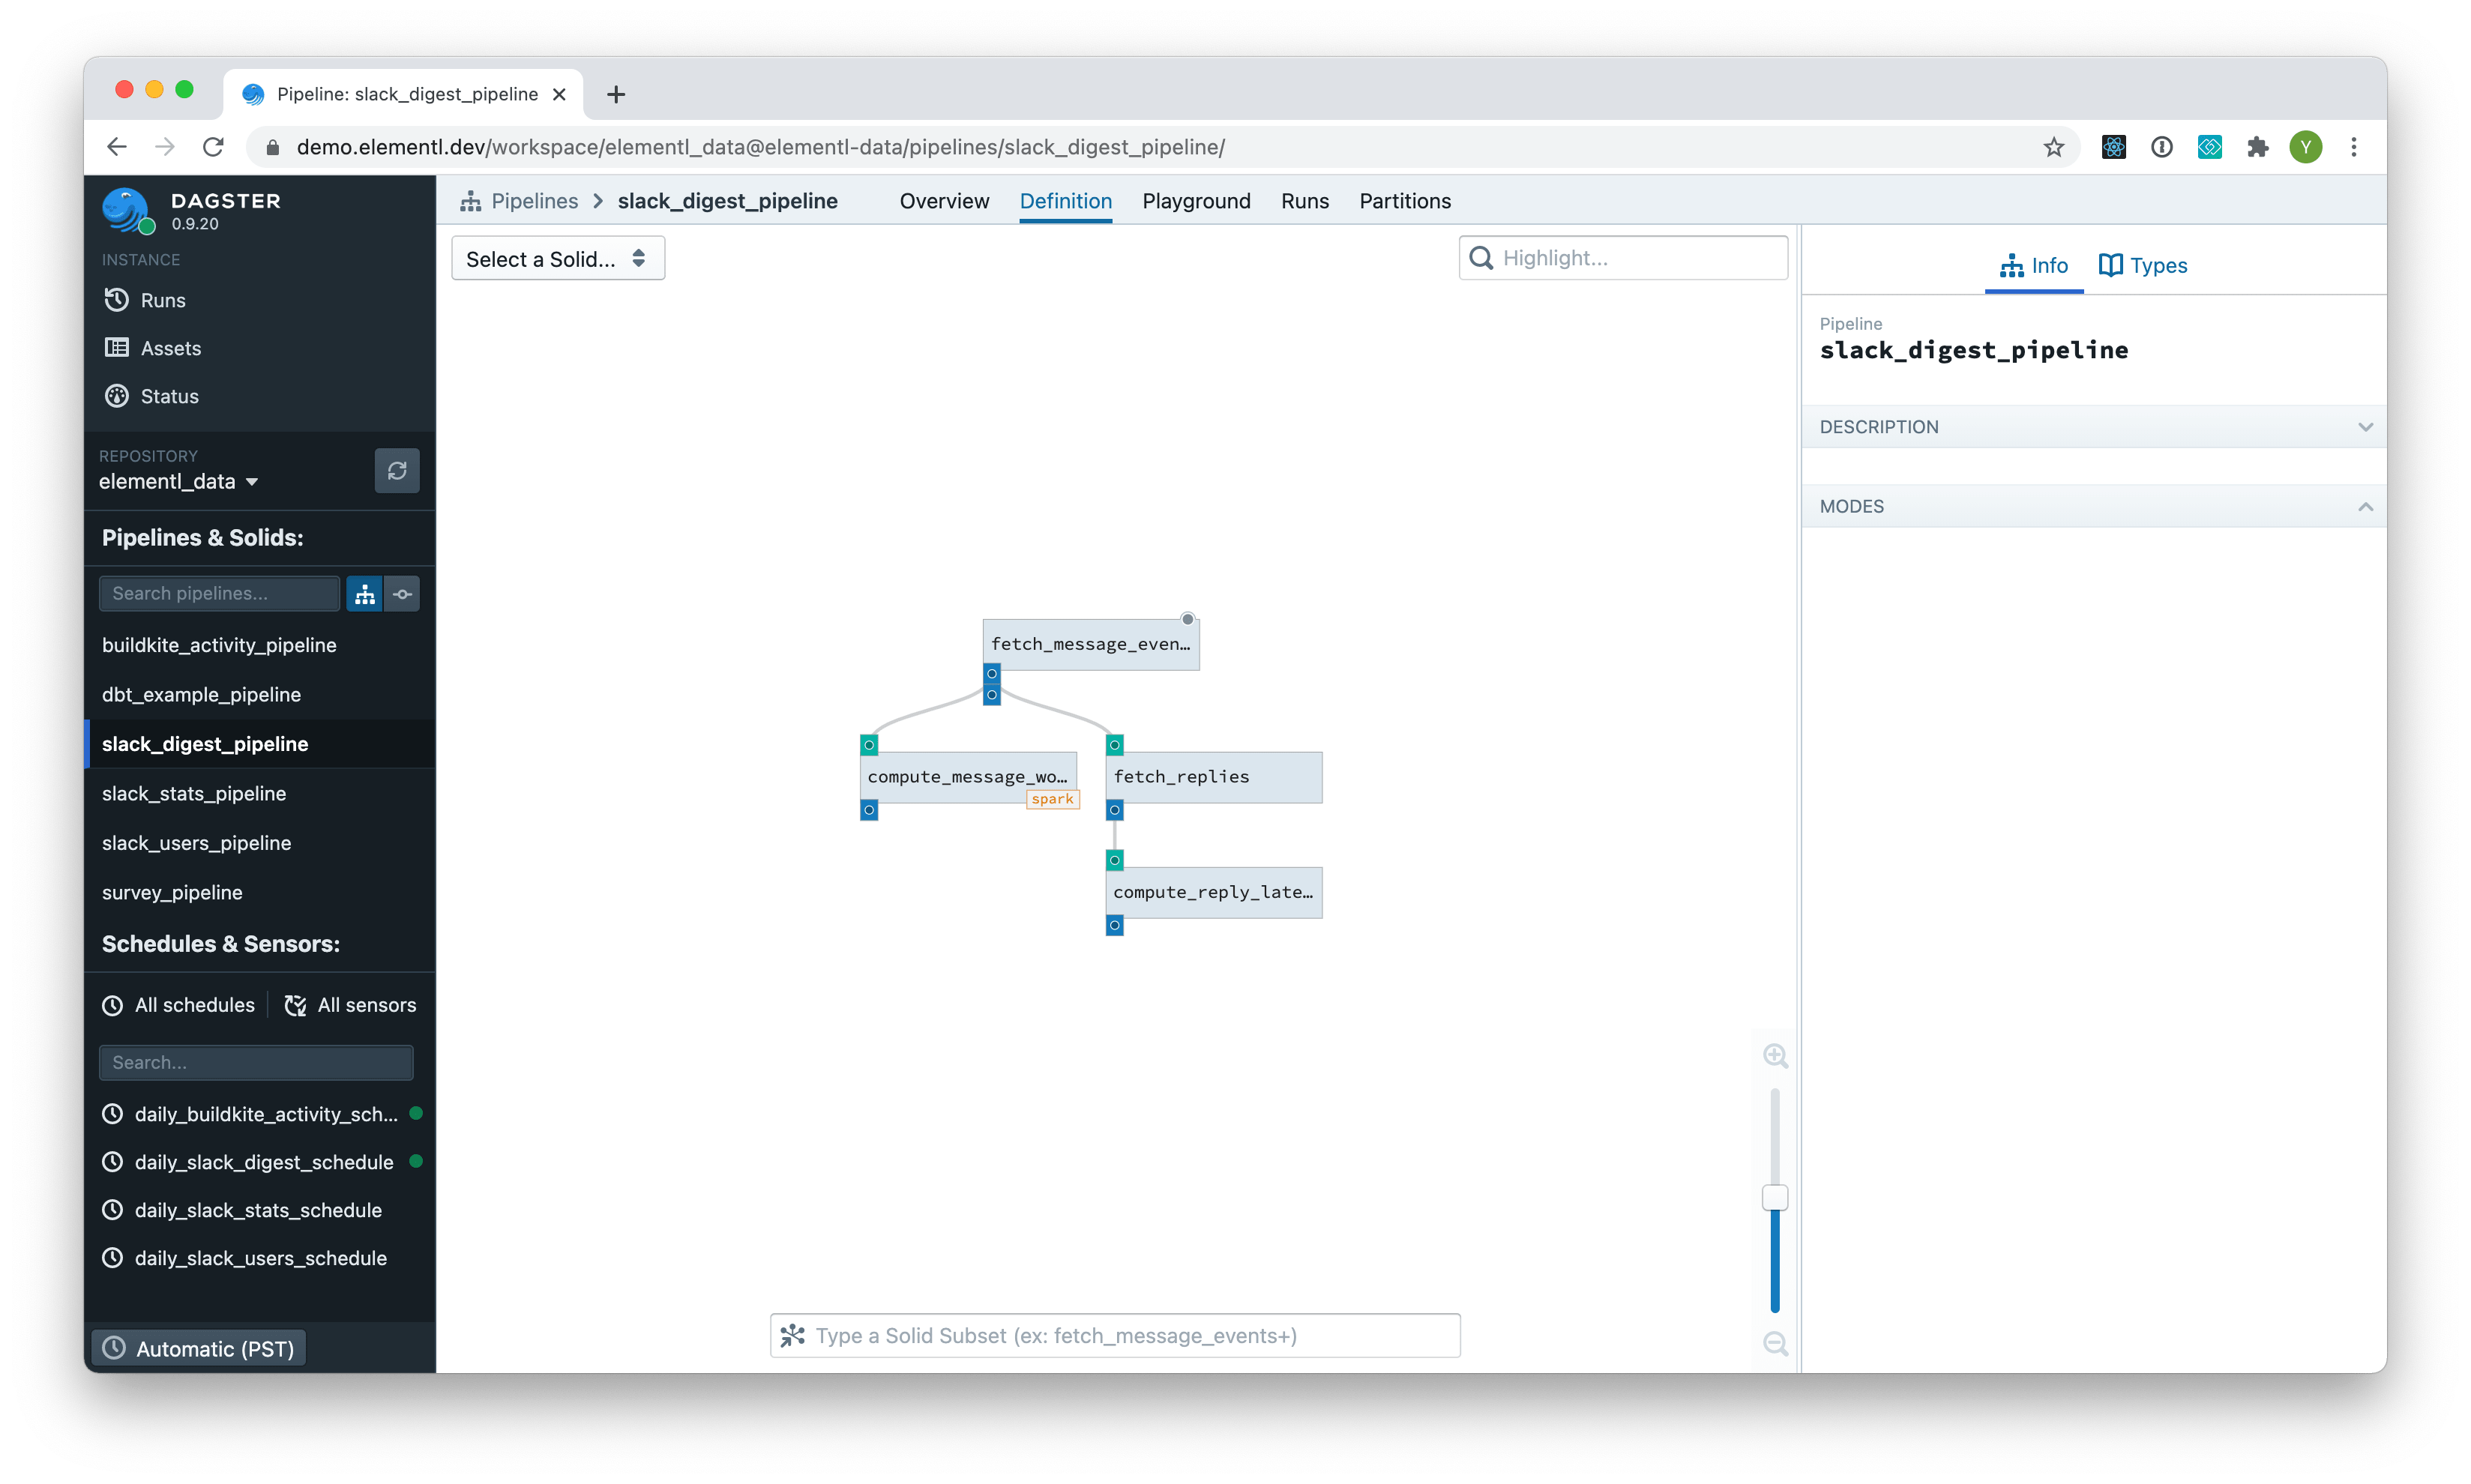 Pipeline: slack_digest_pipeline
demo.elementl.dev/workspace/elementl_data@elementl-data/pipelines/slack_digest_pipeline/
Y
DAGSTER
0.9.20
INSTANCE
Runs
Assets
Status
REPOSITORY
elementl_data
Pipelines & Solids:
Search pipelines...
buildkite_activity_pipeline
dbt_example_pipeline
slack_digest_pipeline
slack_stats_pipeline
slack_users_pipeline
survey_pipeline
Schedules & Sensors:
All schedules
All sensors
Search...
daily_buildkite_activity_sch...
daily_slack_digest_schedule
daily_slack_stats_schedule
daily_slack_users_schedule
Automatic (PST)
Pipelines > slack_digest_pipeline
Overview
Definition
Playground
Runs
Partitions
Select a Solid...
Highlight...
fetch_message_even...
compute_message_wo...
spark
fetch_replies
compute_reply_late...
Type a Solid Subset (ex: fetch_message_events+)
Info
Types
Pipeline
slack_digest_pipeline
DESCRIPTION
MODES